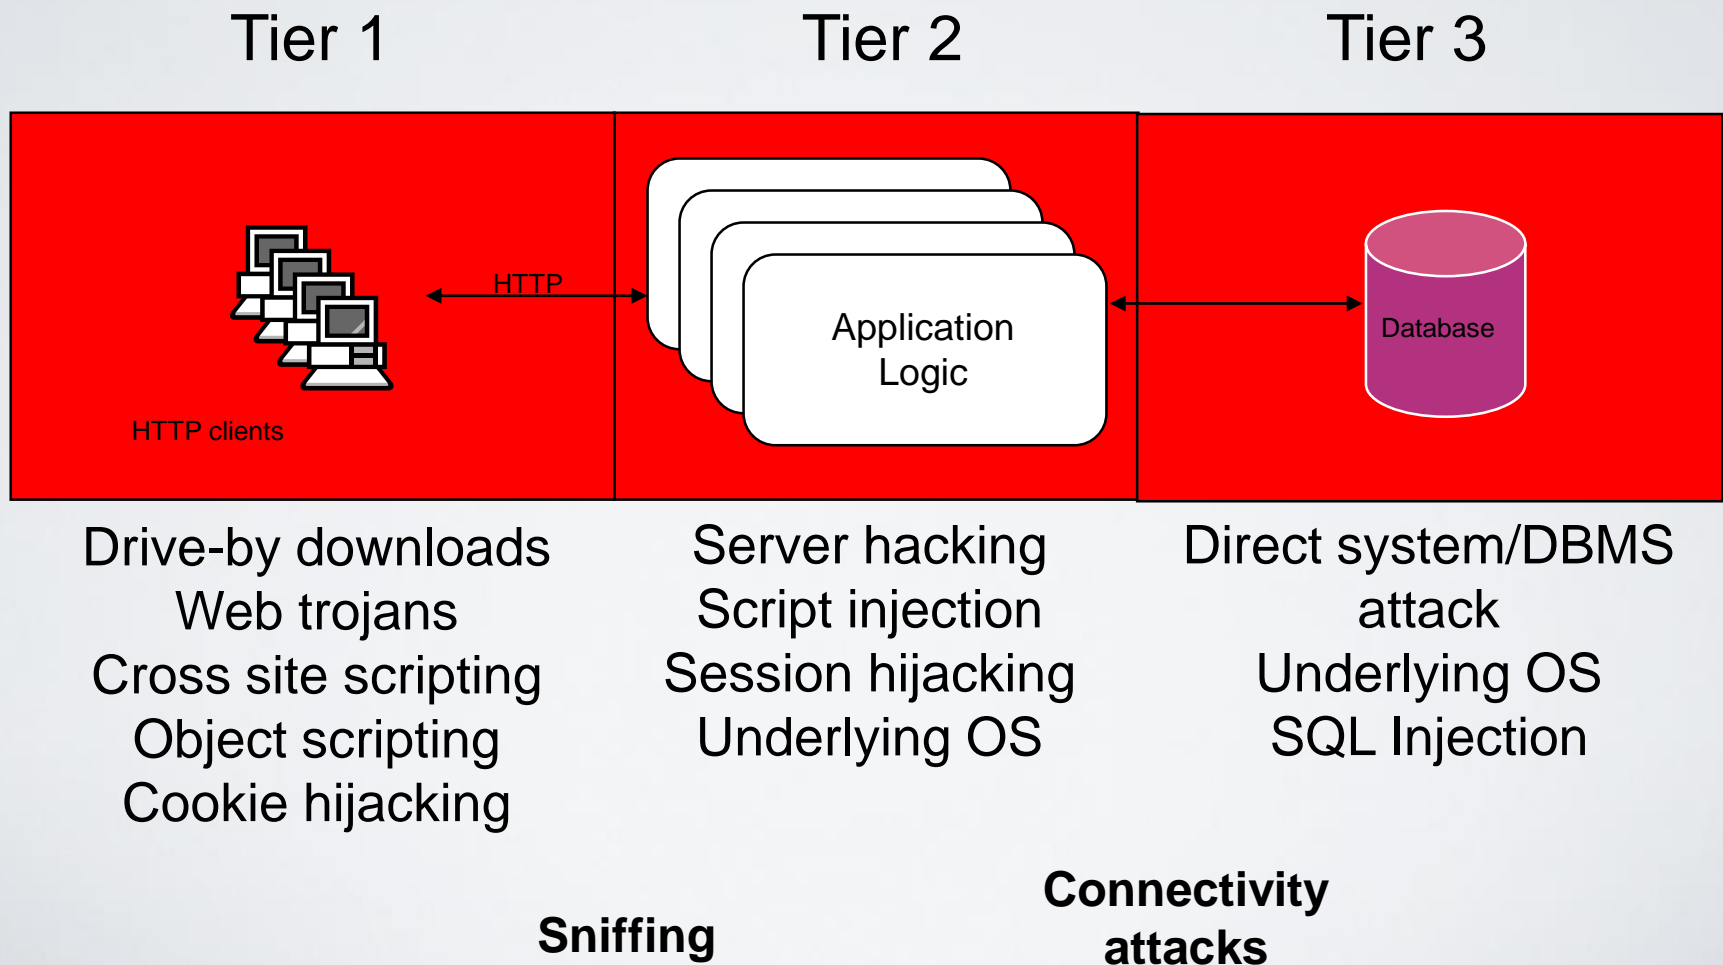 Tier 1
Tier 2
Tier 3
HTTP clients
HTTP
Application
Logic
Database
Drive-by downloads
Web trojans
Cross site scripting
Object scripting
Cookie hijacking
Server hacking
Script injection
Session hijacking
Underlying OS
Direct system/DBMS
attack
Underlying OS
SQL Injection
Sniffing
Connectivity
attacks